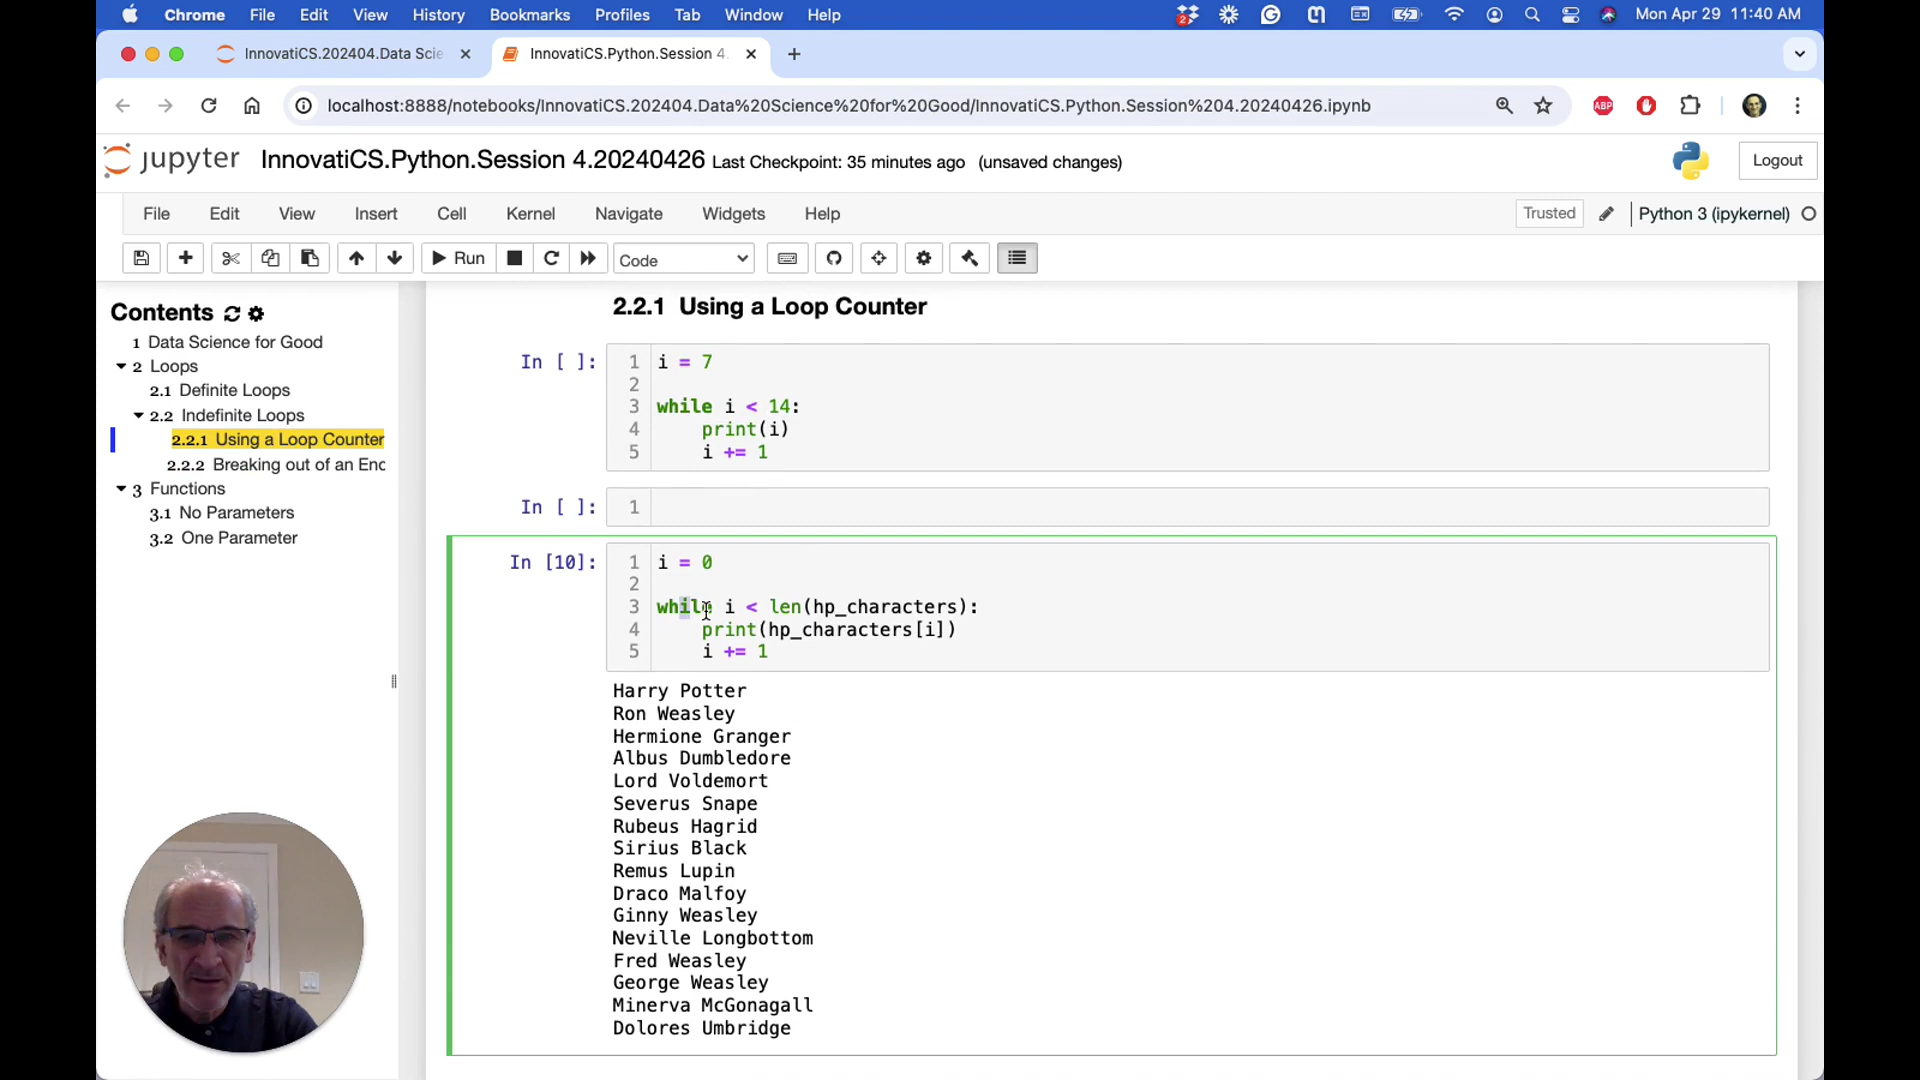 Chrome File Edit View History Bookmarks Profiles Tab Window Help 2 Mon Apr 29 11:40 AM
InnovatiCS.202404.Data Scie InnovatiCS.Python.Session 4.
localhost:8888/notebooks/InnovatiCS.202404.Data%20Science%20for%20Good/InnovatiCS.Python.Session%204.20240426.ipynb ABP
jupyter InnovatiCS.Python.Session 4.20240426 Last Checkpoint: 35 minutes ago (unsaved changes) Logout
File Edit View Insert Cell Kernel Navigate Widgets Help Trusted Python 3 (ipykernel)
Run Code
Contents
1 Data Science for Good
2 Loops
2.1 Definite Loops
2.2 Indefinite Loops
2.2.1 Using a Loop Counter
2.2.2 Breaking out of an Enc
3 Functions
3.1 No Parameters
3.2 One Parameter
2.2.1 Using a Loop Counter
In [ ]:
1 i = 7
2
3 while i < 14:
4     print(i)
5     i += 1
In [ ]:
1
In [10]:
1 i = 0
2
3 while i < len(hp_characters):
4     print(hp_characters[i])
5     i += 1
Harry Potter
Ron Weasley
Hermione Granger
Albus Dumbledore
Lord Voldemort
Severus Snape
Rubeus Hagrid
Sirius Black
Remus Lupin
Draco Malfoy
Ginny Weasley
Neville Longbottom
Fred Weasley
George Weasley
Minerva McGonagall
Dolores Umbridge